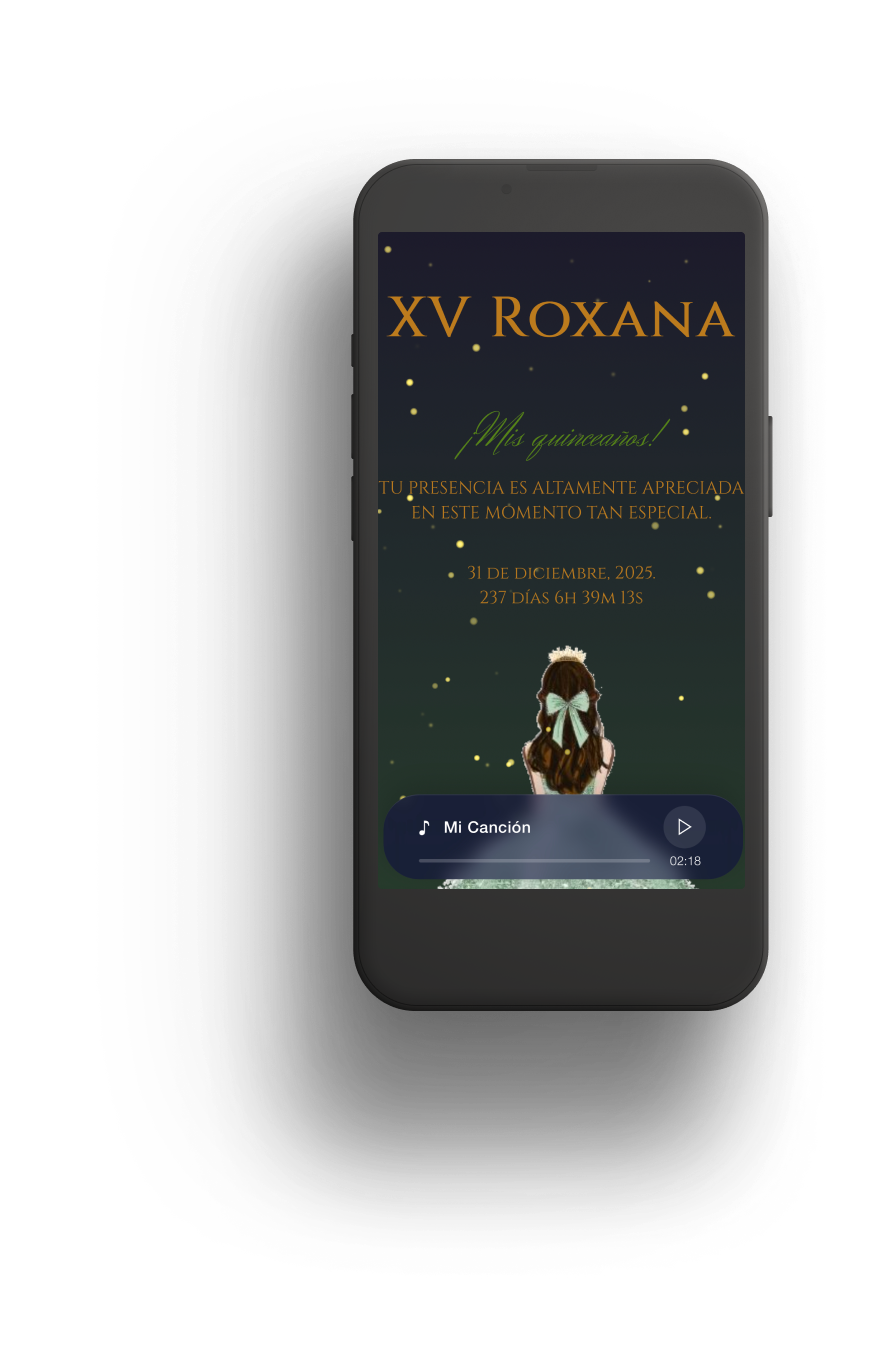 XV Roxana
¡Mis quinceaños!
TU PRESENCIA ES ALTAMENTE APRECIADA
EN ESTE MOMENTO TAN ESPECIAL.
31 de diciembre, 2025.
237 días 6h 39m 13s
Mi Canción
02:18